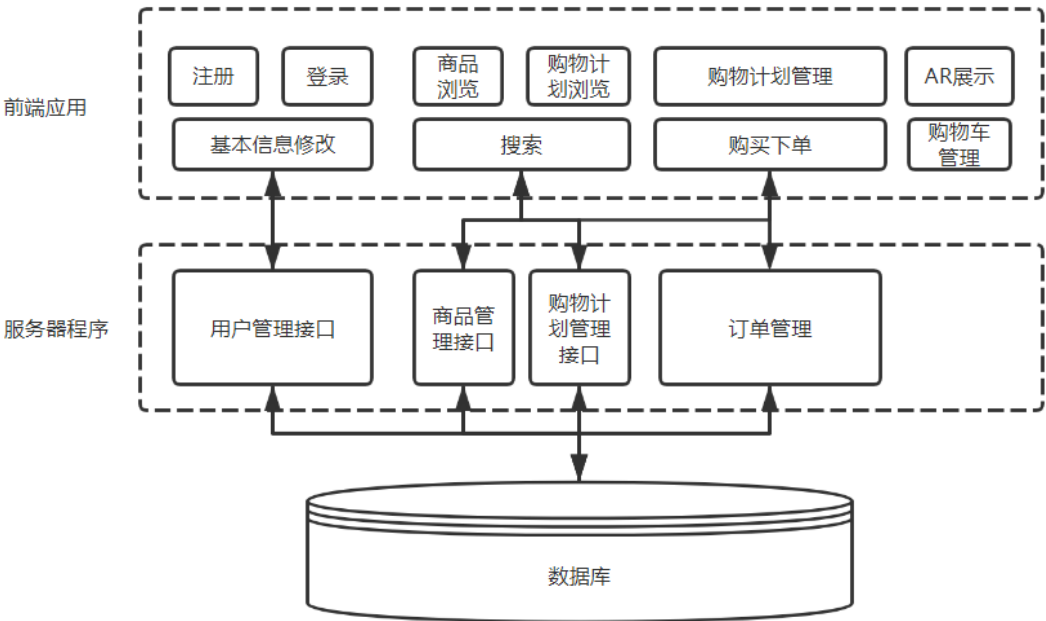 注册
登录
商品
浏览
购物计
划浏览
购物计划管理
AR展示
前端应用
基本信息修改
搜索
购买下单
购物车
管理
服务器程序
用户管理接口
商品管
理接口
购物计
划管理
接口
订单管理
数据库